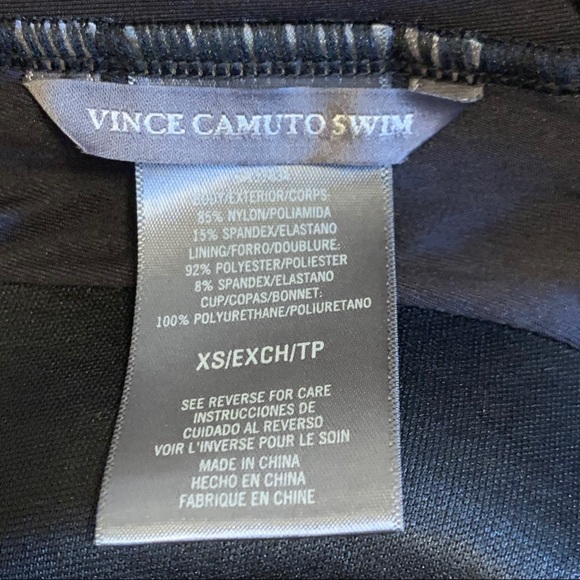 VINCE CAMUTO SWIM
BODY/EXTERIOR/CORPS:
85% NYLON/POLIAMIDA
15% SPANDEX/ELASTANO
LINING/FORRO/DOUBLURE:
92% POLYESTER/POLIESTER
8% SPANDEX/ELASTANO
CUP/COPAS/BONNET:
100% POLYURETHANE/POLIURETANO
XS/EXCH/TP
SEE REVERSE FOR CARE
INSTRUCCIONES DE
CUIDADO AL REVERSO
VOIR L'INVERSE POUR LE SOIN
MADE IN CHINA
HECHO EN CHINA
FABRIQUE EN CHINE